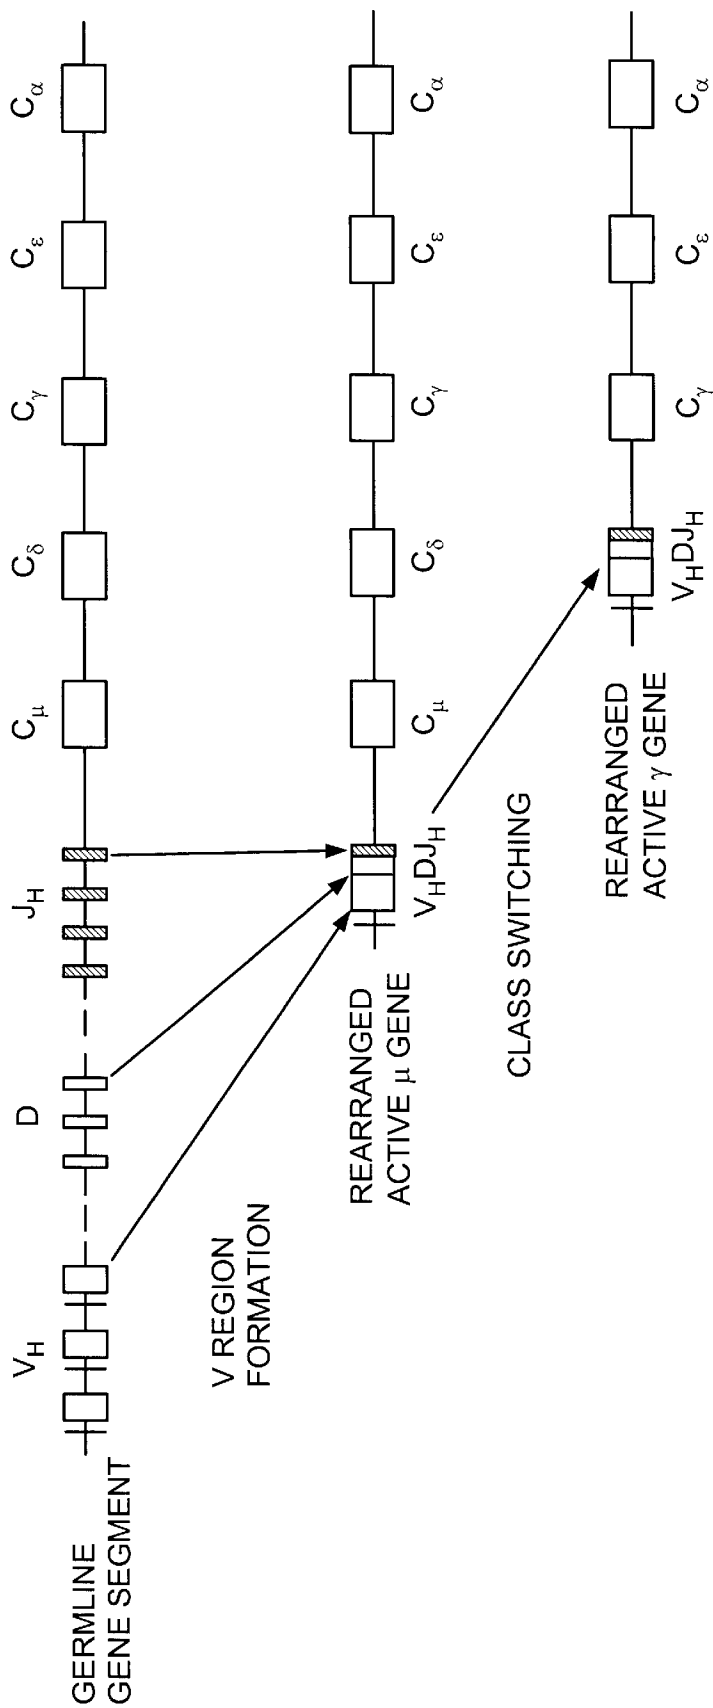 V_H D J_H C_μ C_δ C_γ C_ε C_α
GERMLINE
GENE SEGMENT
V REGION
FORMATION
REARRANGED
ACTIVE μ GENE
V_HDJ_H C_μ C_δ C_γ C_ε C_α
CLASS SWITCHING
REARRANGED
ACTIVE γ GENE
V_HDJ_H C_γ C_ε C_α